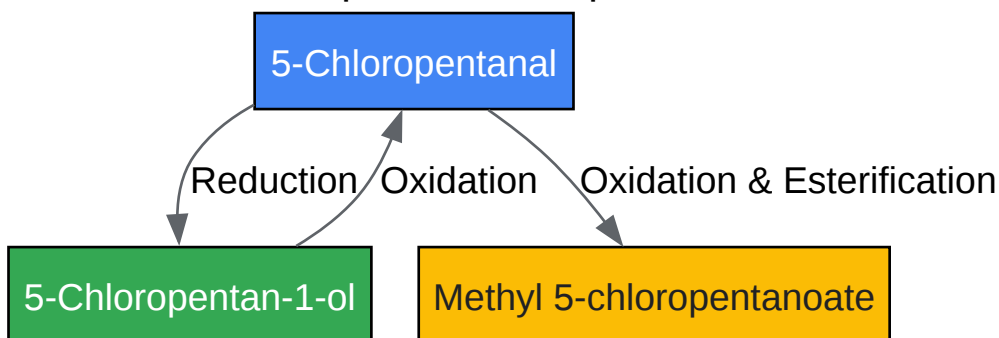 5-Chloropentanal
Reduction
Oxidation
Oxidation & Esterification
5-Chloropentan-1-ol
Methyl 5-chloropentanoate